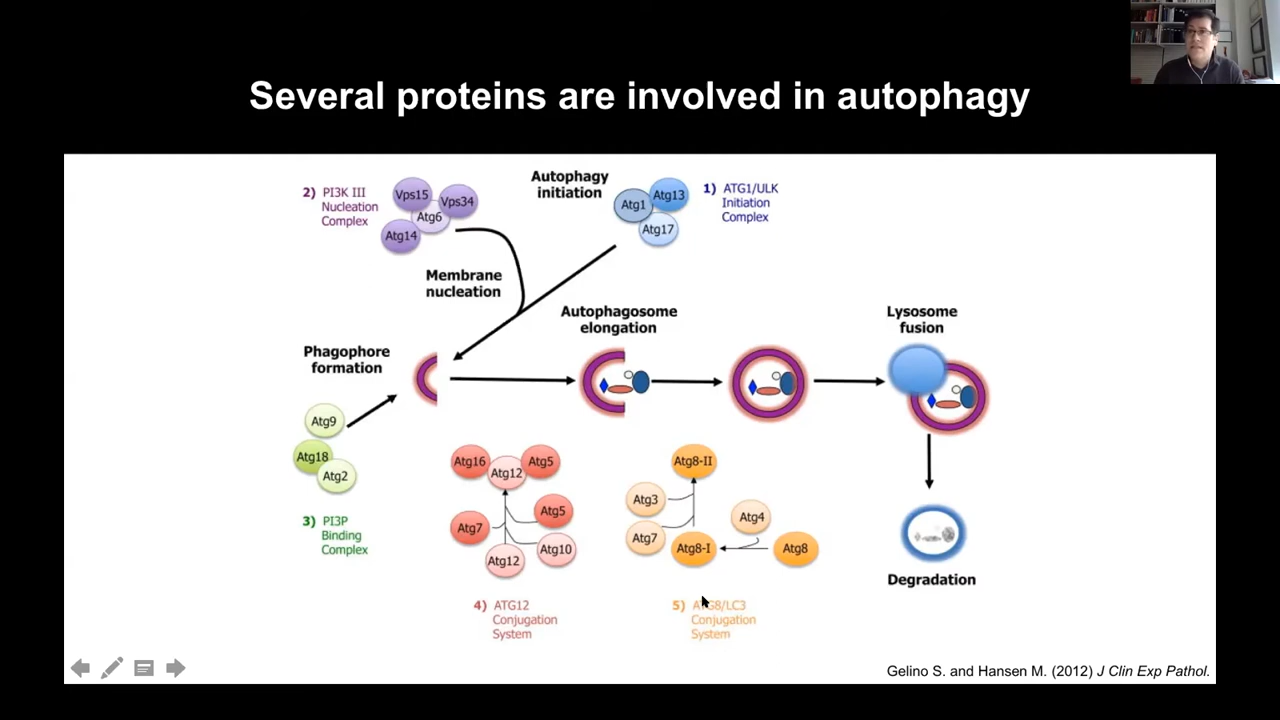 Several proteins are involved in autophagy
2) PI3K III
Nucleation
Complex
Vps15
Vps34
Atg6
Atg14
Autophagy
initiation
Atg1
Atg13
Atg17
1) ATG1/ULK
Initiation
Complex
Membrane
nucleation
Phagophore
formation
Autophagosome
elongation
Lysosome
fusion
Atg9
Atg18
Atg2
3) PI3P
Binding
Complex
Atg16
Atg12
Atg5
Atg7
Atg5
Atg12
Atg10
4) ATG12
Conjugation
System
Atg8-II
Atg3
Atg7
Atg8-I
Atg4
Atg8
5) ATG8/LC3
Conjugation
System
Degradation
Gelino S. and Hansen M. (2012) J Clin Exp Pathol.